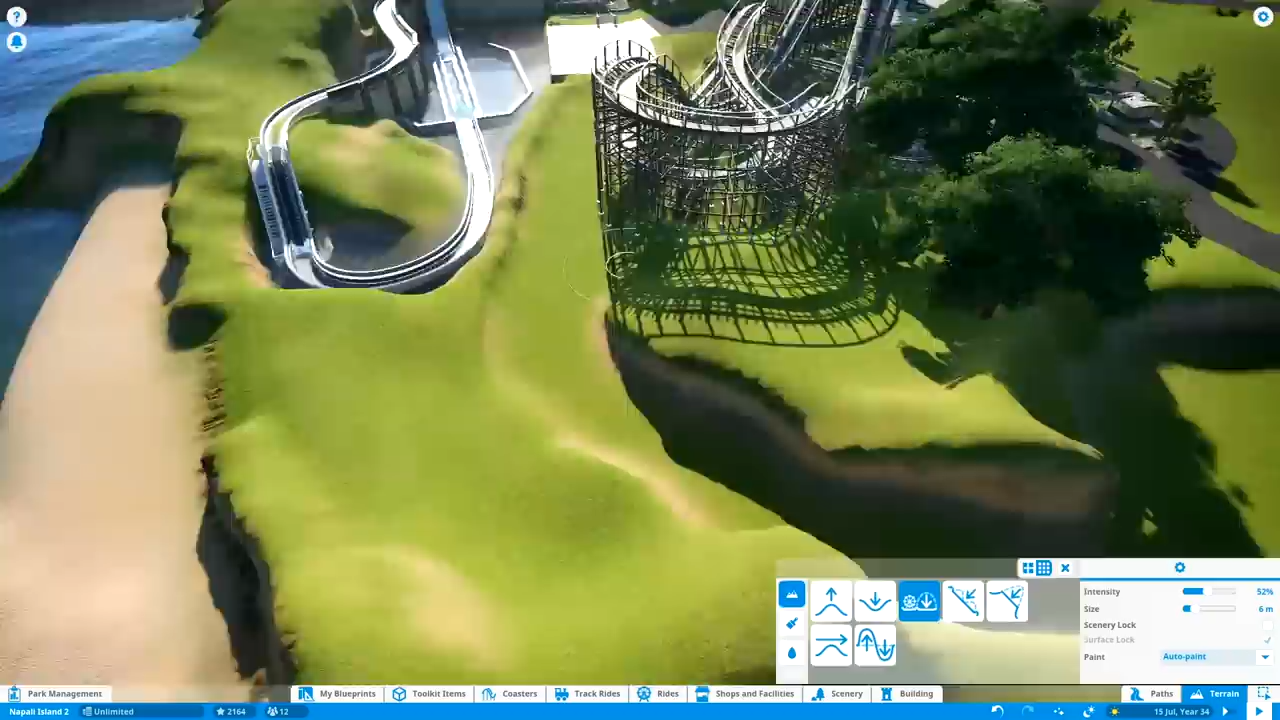 ?
Intensity 52%
Size 6 m
Scenery Lock
Surface Lock
Paint Auto-paint
Park Management My Blueprints Toolkit Items Coasters Track Rides Rides Shops and Facilities Scenery Building Paths Terrain
Napali Island 2 Unlimited 2164 12 15 Jul, Year 34